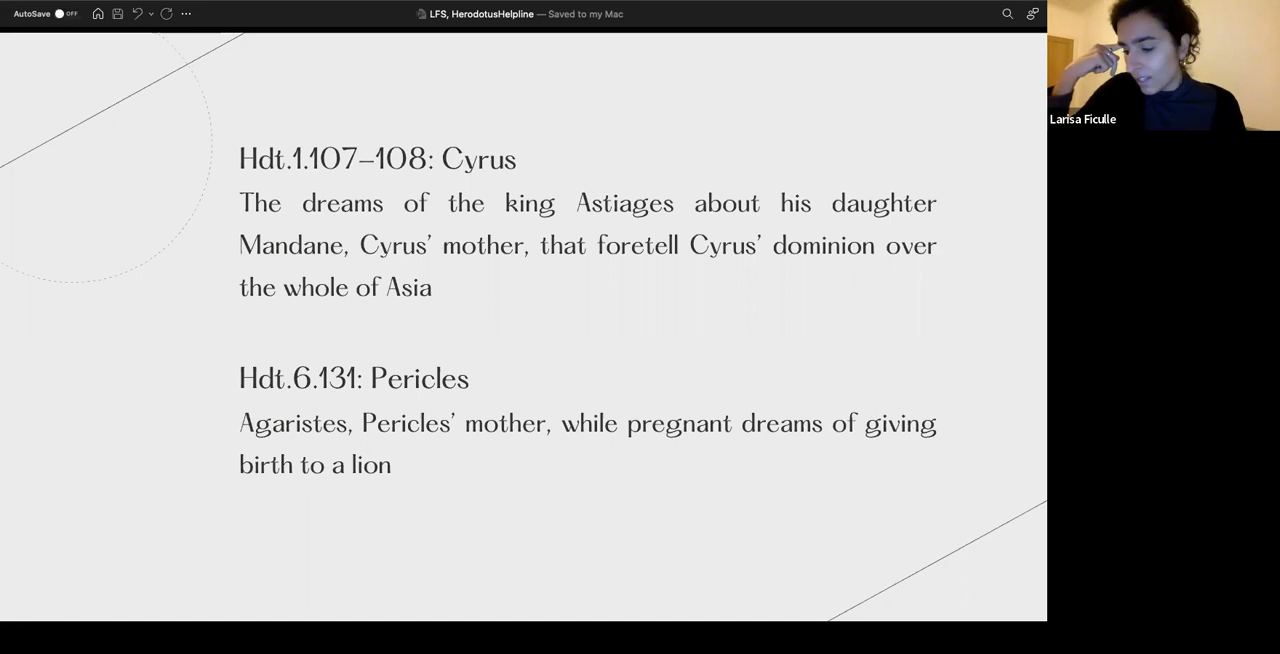 AutoSave OFF
LFS, HerodotusHelpline — Saved to my Mac
Larisa Ficulle
Hdt.1.107–108: Cyrus
The dreams of the king Astiages about his daughter
Mandane, Cyrus’ mother, that foretell Cyrus’ dominion over
the whole of Asia
Hdt.6.131: Pericles
Agaristes, Pericles’ mother, while pregnant dreams of giving
birth to a lion